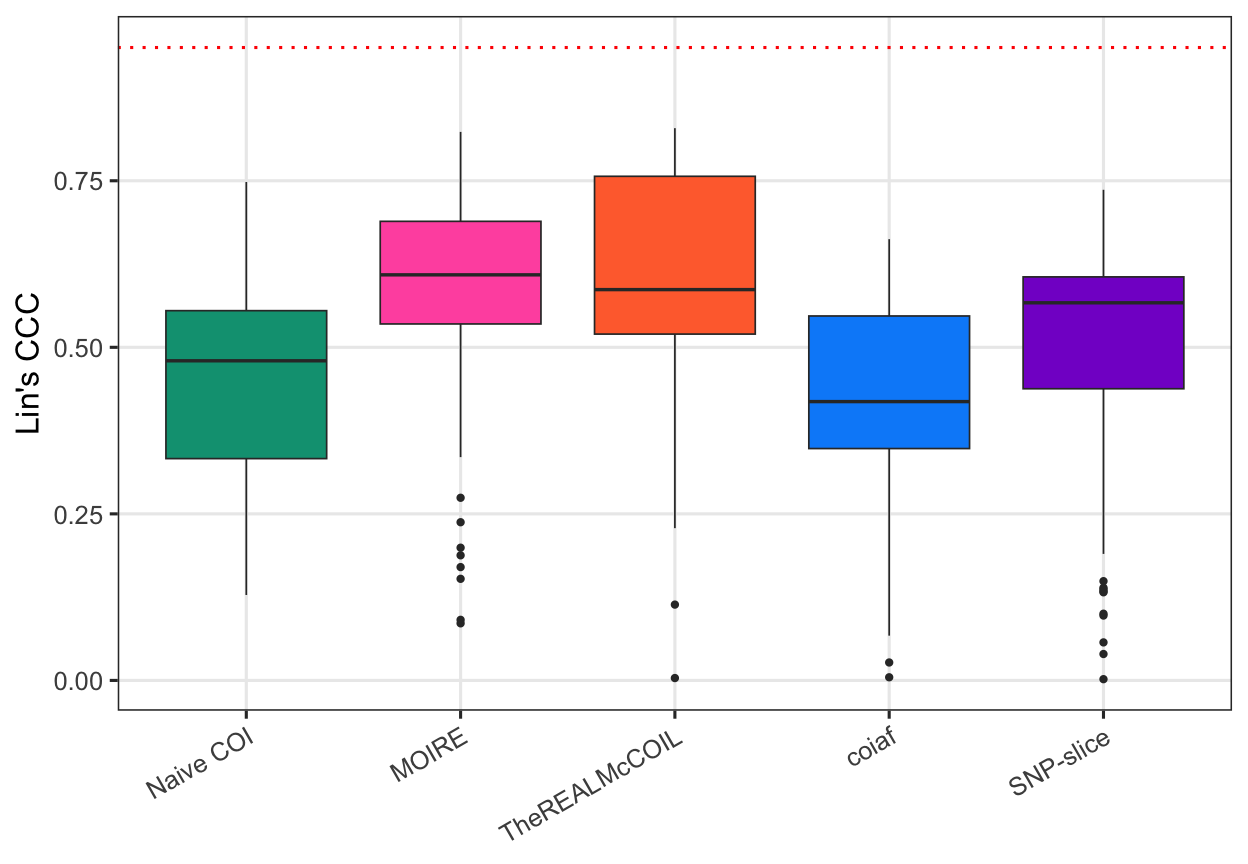 Lin's CCC
0.75
0.50
0.25
0.00
Naive COI
MOIRE
TheREALMcCOIL
coiaf
SNP-slice